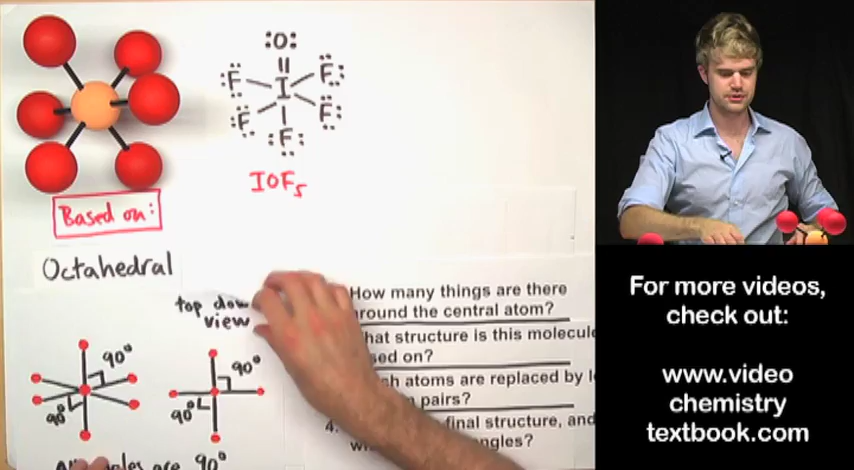 :O:
:F I F:
:F :F: F:
IOF5
Based on:
Octahedral
top
view
How many things are there
round the central atom?
hat structure is this molecule
sed on?
atoms are replaced by
pairs?
4. final structure, and
angles?
90°
90°
90°
90°
are 90°
For more videos,
check out:
www.video
chemistry
textbook.com